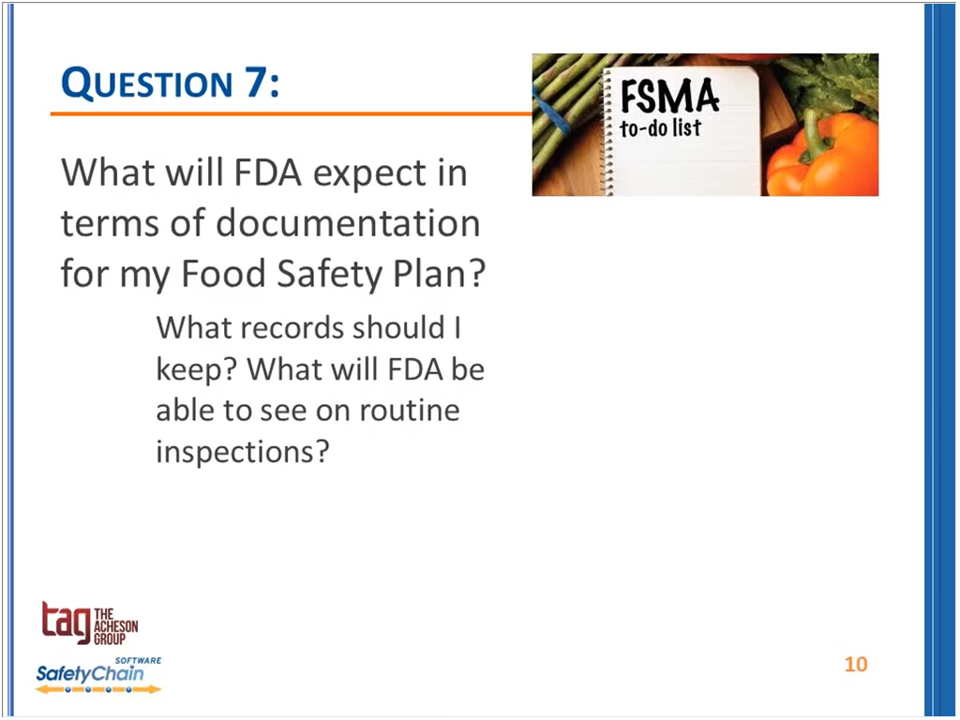 QUESTION 7:
FSMA
to-do list
What will FDA expect in
terms of documentation
for my Food Safety Plan?
What records should I
keep? What will FDA be
able to see on routine
inspections?
tag THE
ACHESON
GROUP
SOFTWARE
SafetyChain
10